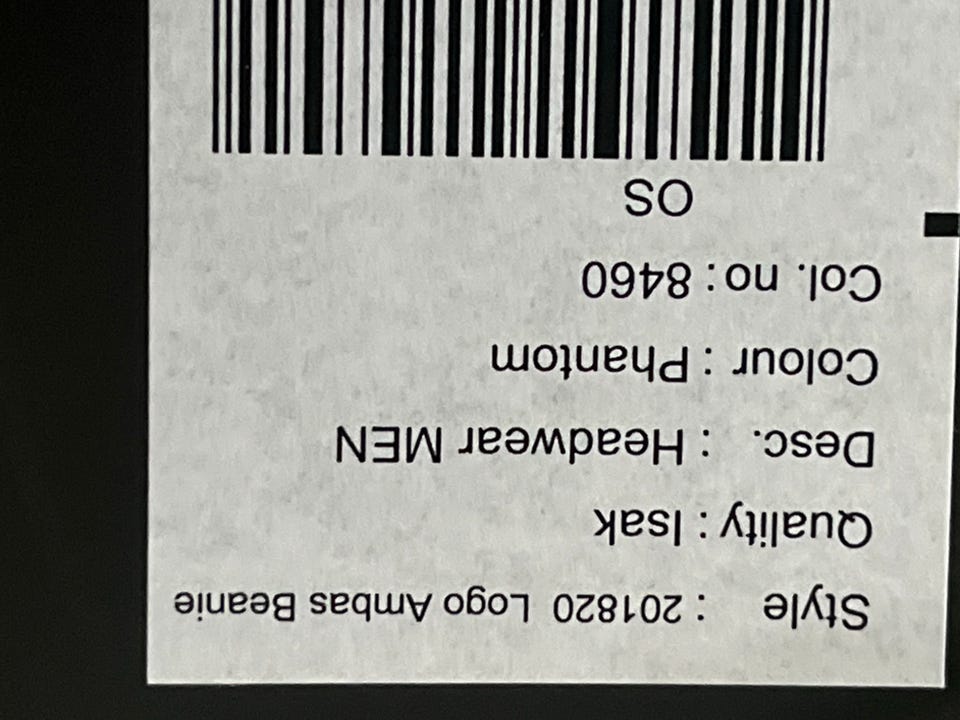 Style : 201820 Logo Ambas Beanie
Quality : Isak
Desc. : Headwear MEN
Colour : Phantom
Col. no : 8460
OS